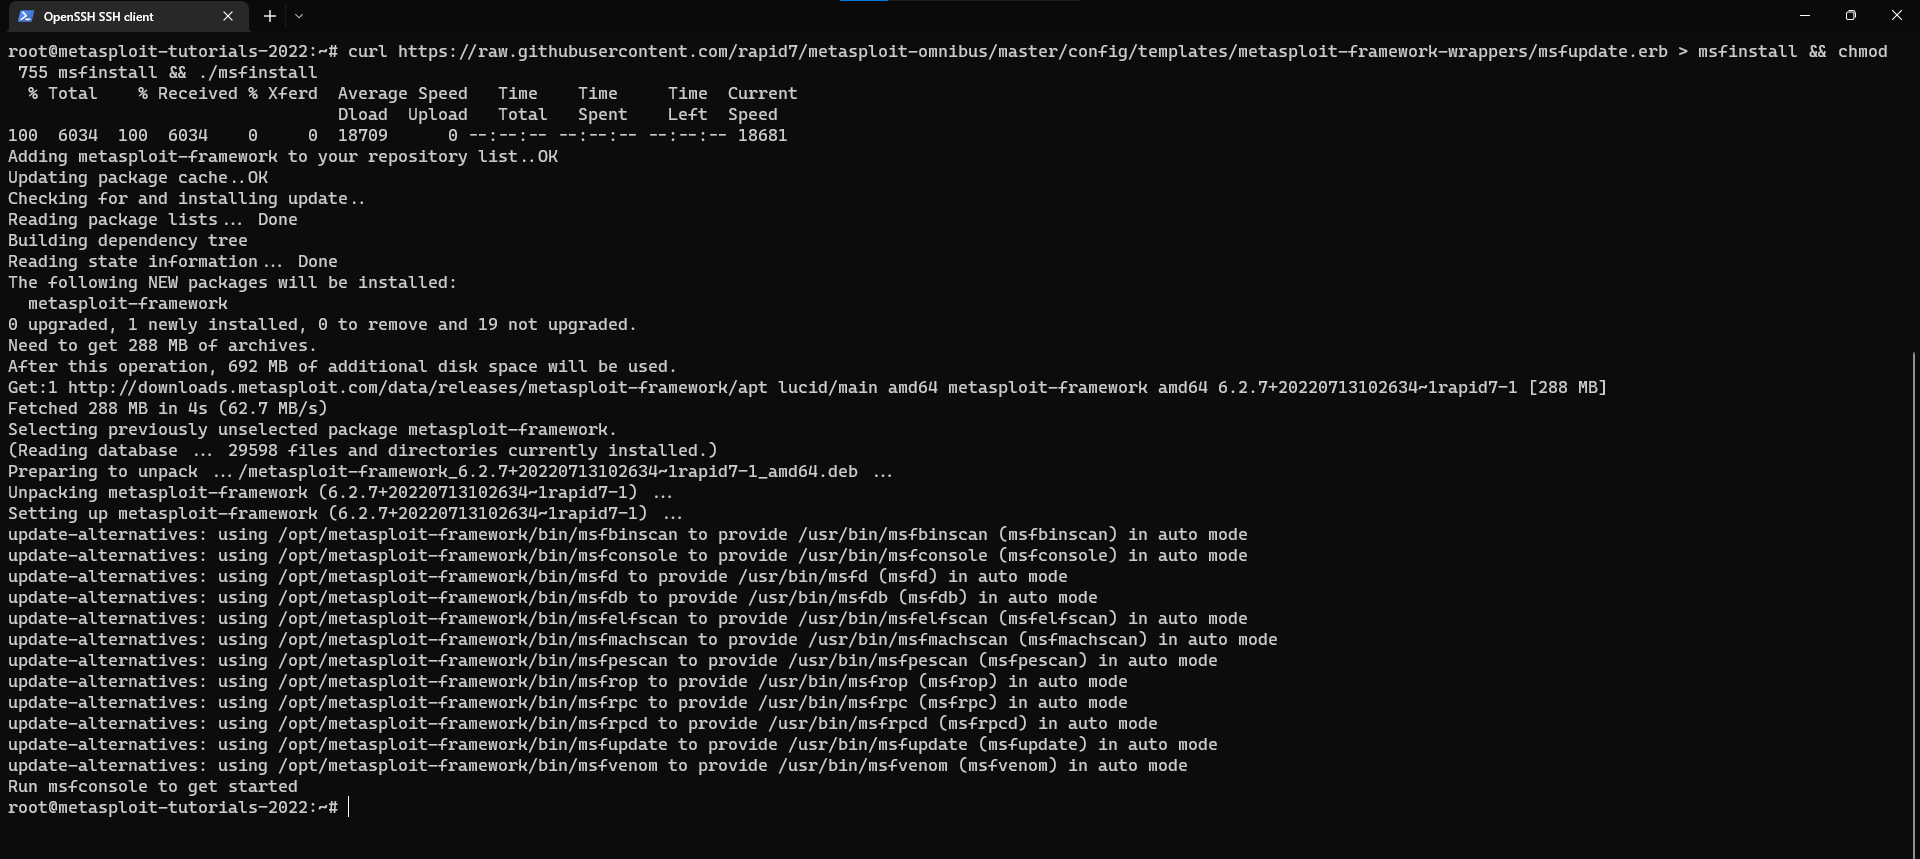 OpenSSH SSH client
root@metasploit-tutorials-2022:~# curl https://raw.githubusercontent.com/rapid7/metasploit-omnibus/master/config/templates/metasploit-framework-wrappers/msfupdate.erb > msfinstall && chmod
 755 msfinstall && ./msfinstall
  % Total    % Received % Xferd  Average Speed   Time    Time     Time  Current
                                 Dload  Upload   Total   Spent    Left  Speed
100  6034  100  6034    0     0  18709      0 --:--:-- --:--:-- --:--:-- 18681
Adding metasploit-framework to your repository list..OK
Updating package cache..OK
Checking for and installing update..
Reading package lists... Done
Building dependency tree
Reading state information... Done
The following NEW packages will be installed:
  metasploit-framework
0 upgraded, 1 newly installed, 0 to remove and 19 not upgraded.
Need to get 288 MB of archives.
After this operation, 692 MB of additional disk space will be used.
Get:1 http://downloads.metasploit.com/data/releases/metasploit-framework/apt lucid/main amd64 metasploit-framework amd64 6.2.7+20220713102634~1rapid7-1 [288 MB]
Fetched 288 MB in 4s (62.7 MB/s)
Selecting previously unselected package metasploit-framework.
(Reading database ... 29598 files and directories currently installed.)
Preparing to unpack .../metasploit-framework_6.2.7+20220713102634~1rapid7-1_amd64.deb ...
Unpacking metasploit-framework (6.2.7+20220713102634~1rapid7-1) ...
Setting up metasploit-framework (6.2.7+20220713102634~1rapid7-1) ...
update-alternatives: using /opt/metasploit-framework/bin/msfbinscan to provide /usr/bin/msfbinscan (msfbinscan) in auto mode
update-alternatives: using /opt/metasploit-framework/bin/msfconsole to provide /usr/bin/msfconsole (msfconsole) in auto mode
update-alternatives: using /opt/metasploit-framework/bin/msfd to provide /usr/bin/msfd (msfd) in auto mode
update-alternatives: using /opt/metasploit-framework/bin/msfdb to provide /usr/bin/msfdb (msfdb) in auto mode
update-alternatives: using /opt/metasploit-framework/bin/msfelfscan to provide /usr/bin/msfelfscan (msfelfscan) in auto mode
update-alternatives: using /opt/metasploit-framework/bin/msfmachscan to provide /usr/bin/msfmachscan (msfmachscan) in auto mode
update-alternatives: using /opt/metasploit-framework/bin/msfpescan to provide /usr/bin/msfpescan (msfpescan) in auto mode
update-alternatives: using /opt/metasploit-framework/bin/msfrop to provide /usr/bin/msfrop (msfrop) in auto mode
update-alternatives: using /opt/metasploit-framework/bin/msfrpc to provide /usr/bin/msfrpc (msfrpc) in auto mode
update-alternatives: using /opt/metasploit-framework/bin/msfrpcd to provide /usr/bin/msfrpcd (msfrpcd) in auto mode
update-alternatives: using /opt/metasploit-framework/bin/msfupdate to provide /usr/bin/msfupdate (msfupdate) in auto mode
update-alternatives: using /opt/metasploit-framework/bin/msfvenom to provide /usr/bin/msfvenom (msfvenom) in auto mode
Run msfconsole to get started
root@metasploit-tutorials-2022:~#